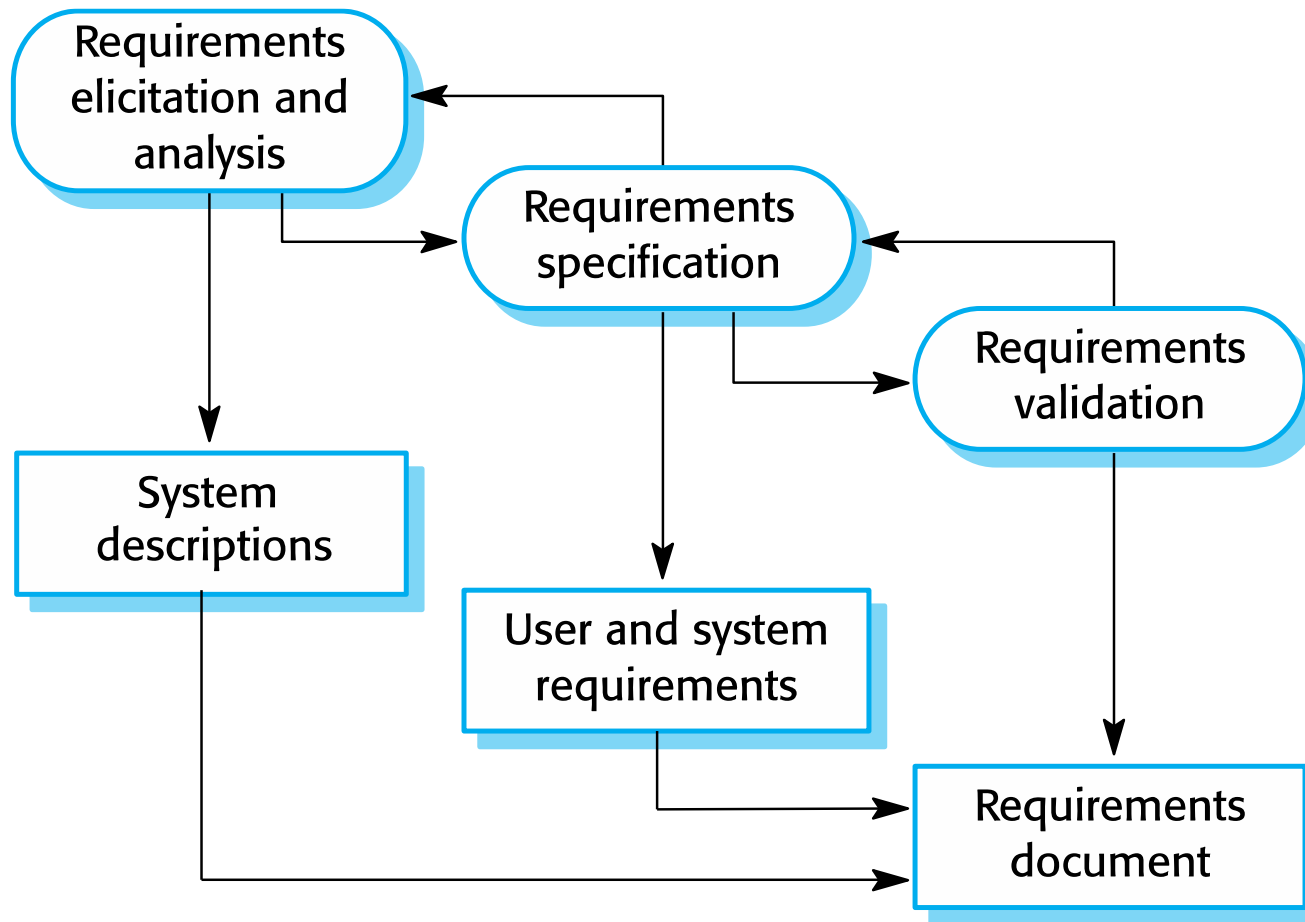 Requirements
elicitation and
analysis
Requirements
specification
Requirements
validation
System
descriptions
User and system
requirements
Requirements
document